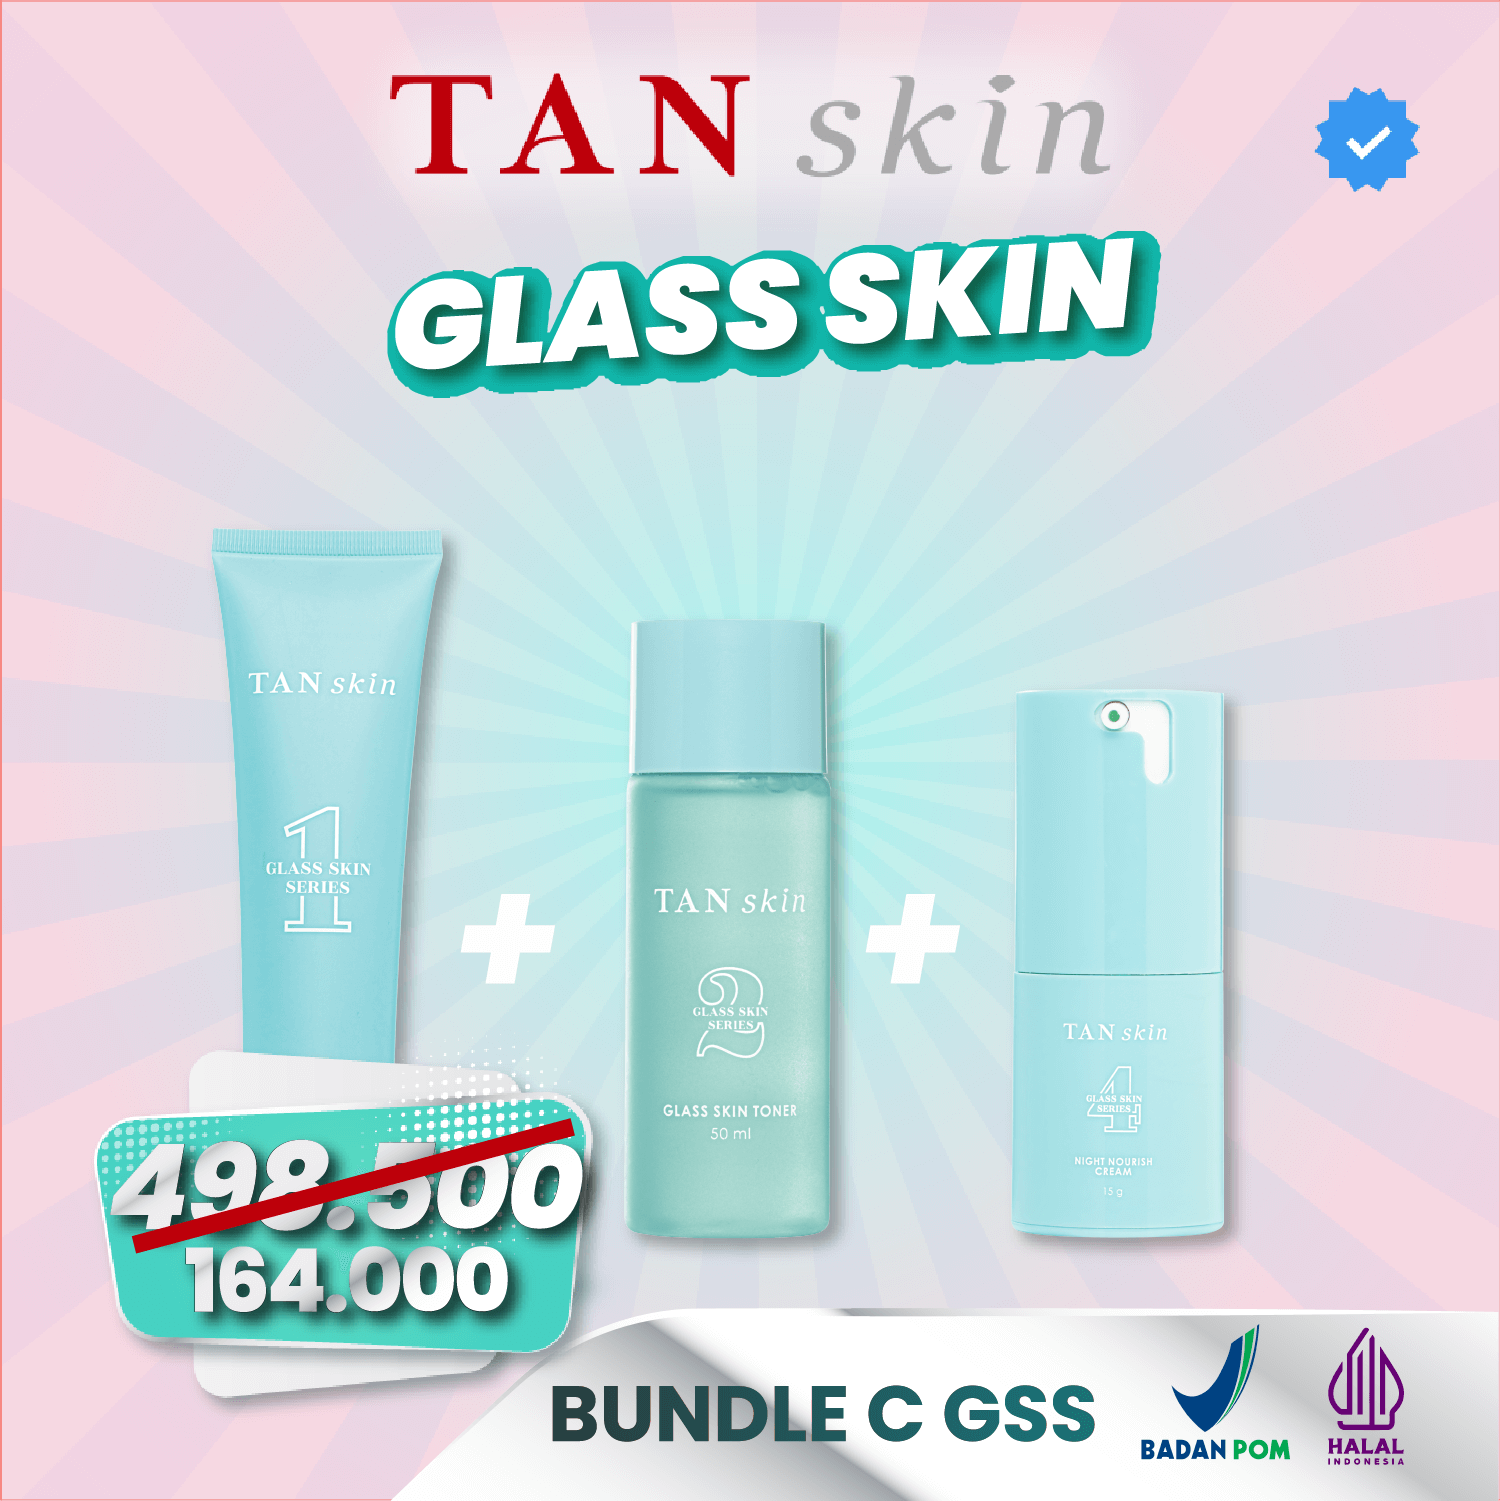 TAN skin
GLASS SKIN
TAN skin
1
GLASS SKIN
SERIES
TAN skin
2
GLASS SKIN
SERIES
GLASS SKIN TONER
50 ml
TAN skin
4
GLASS SKIN
SERIES
NIGHT NOURISH
CREAM
15 g
498.500
164.000
BUNDLE C GSS
BADAN POM
HALAL
INDONESIA